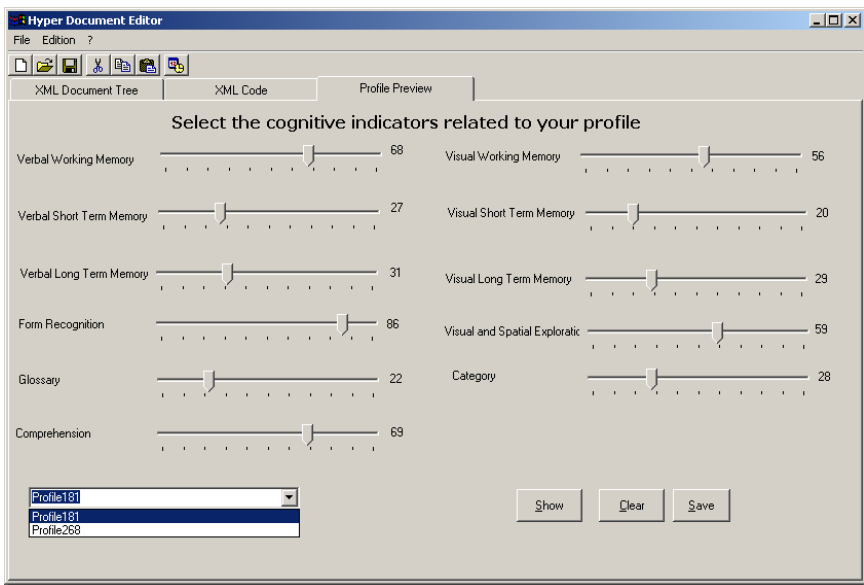 Hyper Document Editor
File Edition ?
XML Document Tree XML Code Profile Preview
Select the cognitive indicators related to your profile
Verbal Working Memory 68 Visual Working Memory 56
Verbal Short Term Memory 27 Visual Short Term Memory 20
Verbal Long Term Memory 31 Visual Long Term Memory 29
Form Recognition 86 Visual and Spatial Exploratic 59
Glossary 22 Category 28
Comprehension 69
Profile181
Profile181
Profile268
Show Clear Save